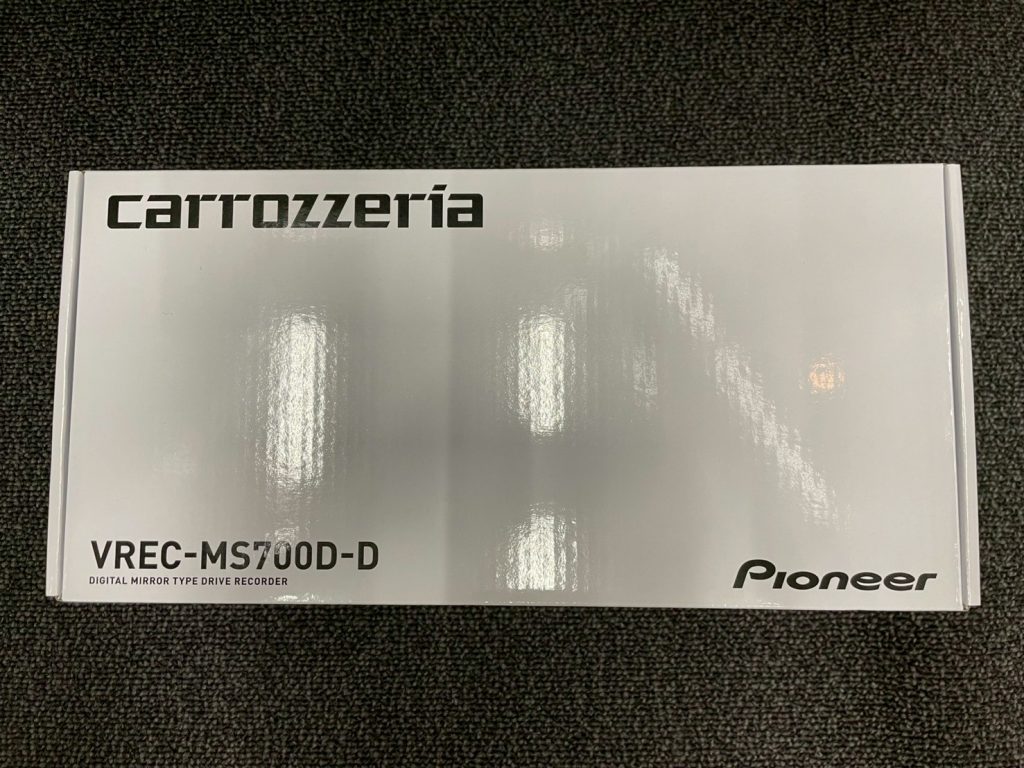 carrozzeria
VREC-MS700D-D
DIGITAL MIRROR TYPE DRIVE RECORDER
Pioneer